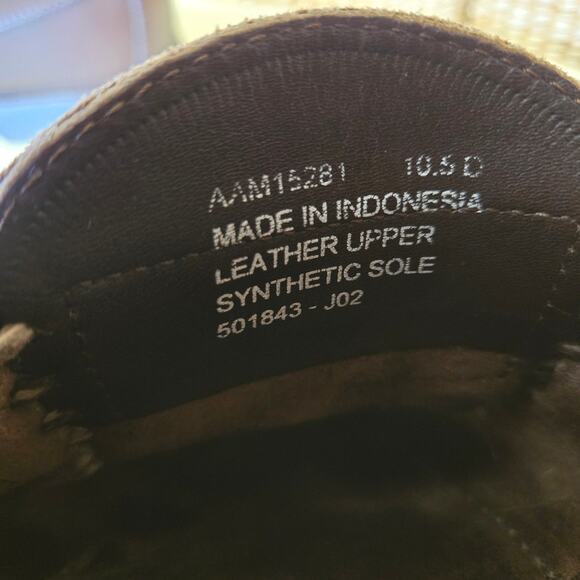 AAM15281 10.5 D
MADE IN INDONESIA
LEATHER UPPER
SYNTHETIC SOLE
501843 - J02